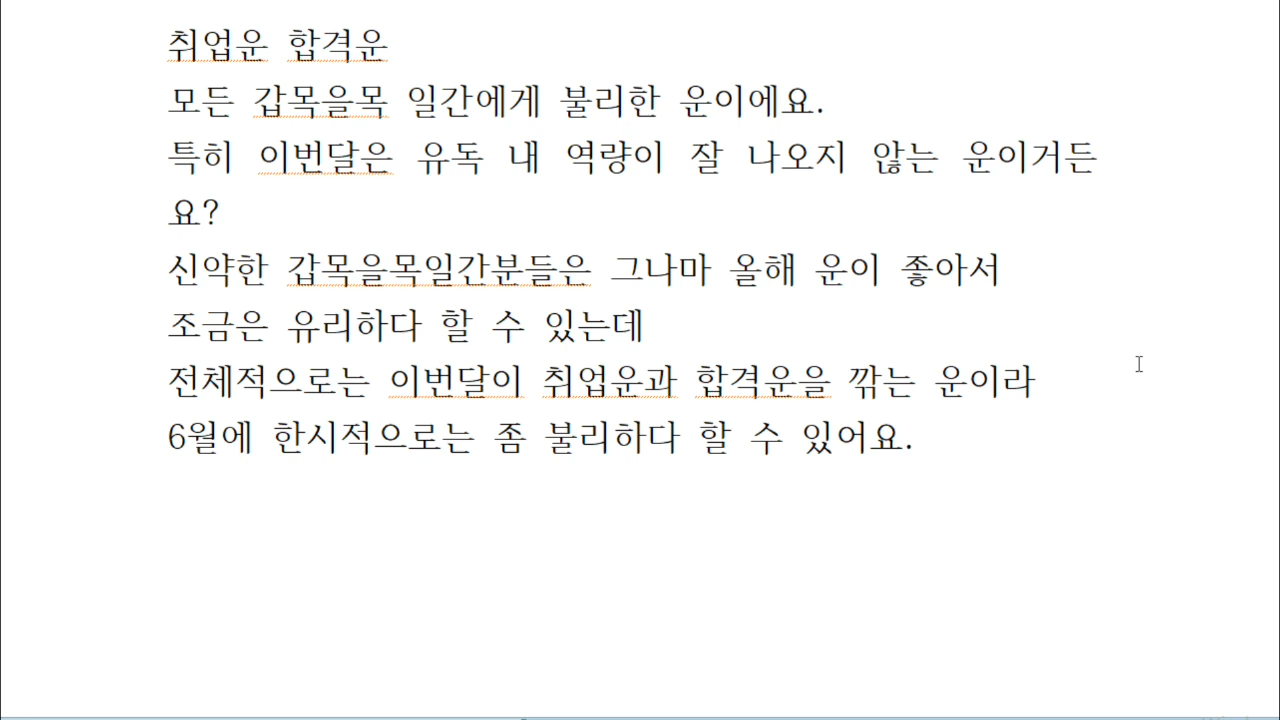 취업운 합격운
모든 갑목을목 일간에게 불리한 운이에요.
특히 이번달은 유독 내 역량이 잘 나오지 않는 운이거든
요?
신약한 갑목을목일간분들은 그나마 올해 운이 좋아서
조금은 유리하다 할 수 있는데
전체적으로는 이번달이 취업운과 합격운을 깎는 운이라
6월에 한시적으로는 좀 불리하다 할 수 있어요.